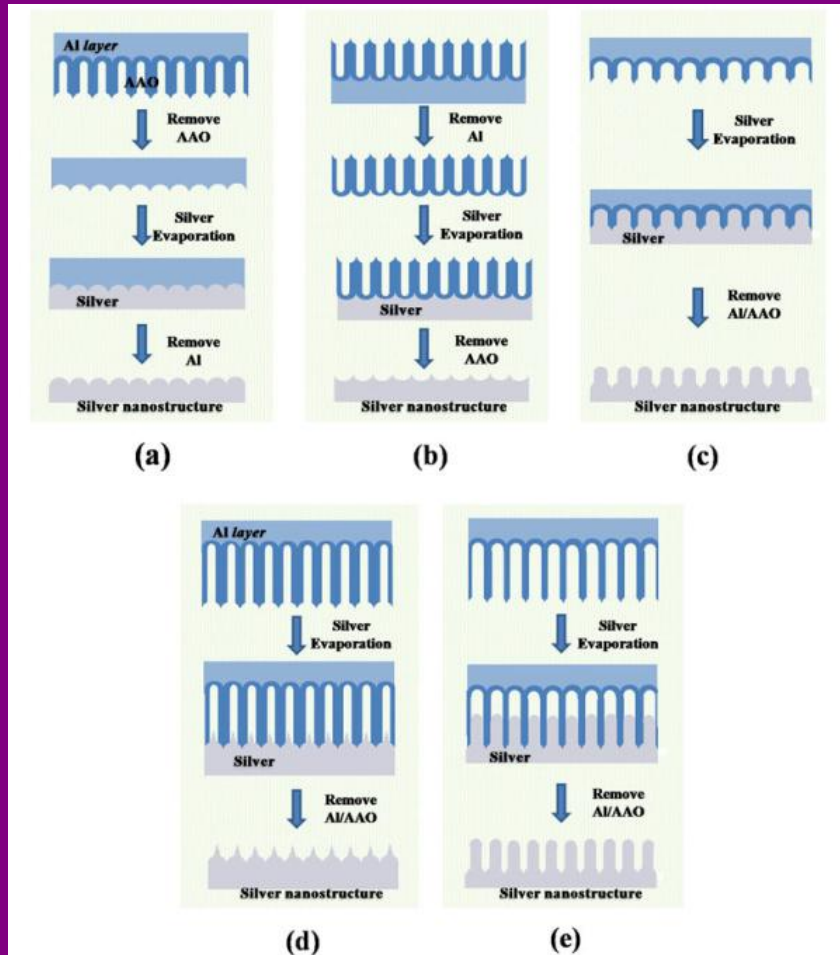 Al layer
AAO
Remove
AAO
Silver
Evaporation
Silver
Remove
Al
Silver nanostructure
(a)
Remove
Al
Silver
Evaporation
Silver
Remove
AAO
Silver nanostructure
(b)
Silver
Evaporation
Silver
Remove
Al/AAO
Silver nanostructure
(c)
Al layer
Silver
Evaporation
Silver
Remove
Al/AAO
Silver nanostructure
(d)
Silver
Evaporation
Silver
Remove
Al/AAO
Silver nanostructure
(e)